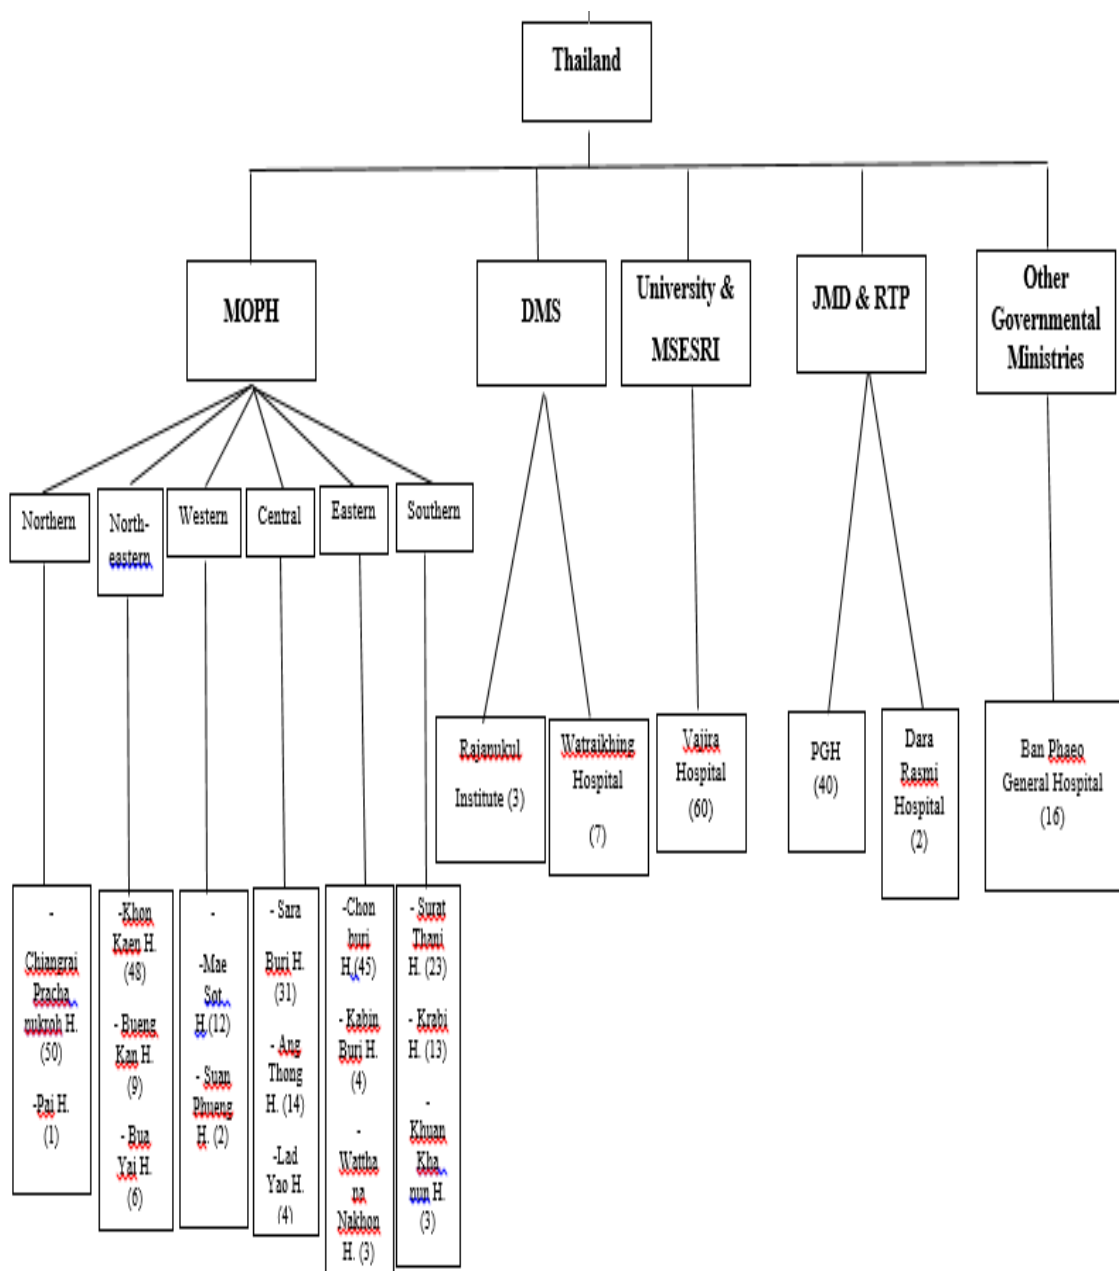 Thailand
MOPH
DMS
University &
MSESRI
JMD & RTP
Other
Governmental
Ministries
Northern
North-
eastern
Western
Central
Eastern
Southern
Rajanukul
Institute (3)
Watraikhing
Hospital
(7)
Vajira
Hospital
(60)
PGH
(40)
Dara
Rasmi
Hospital
(2)
Ban Phaeo
General Hospital
(16)
-
Chiangrai
Pracha
nukroh H.
(50)
-Pai H.
(1)
-Khon
Kaen H.
(48)
- Bueng
Kan H.
(9)
- Bua
Yai H.
(6)
-
-Mae
Sot
H.(12)
- Suan
Phueng
H. (2)
- Sara
Buri H.
(31)
- Ang
Thong
H. (14)
-Lad
Yao H.
(4)
-Chon
buri
H.(45)
- Kabin
Buri H.
(4)
-
Wattha
na
Nakhon
H. (3)
- Surat
Thani
H. (23)
- Krabi
H. (13)
-
Khuan
Kha
nun H.
(3)